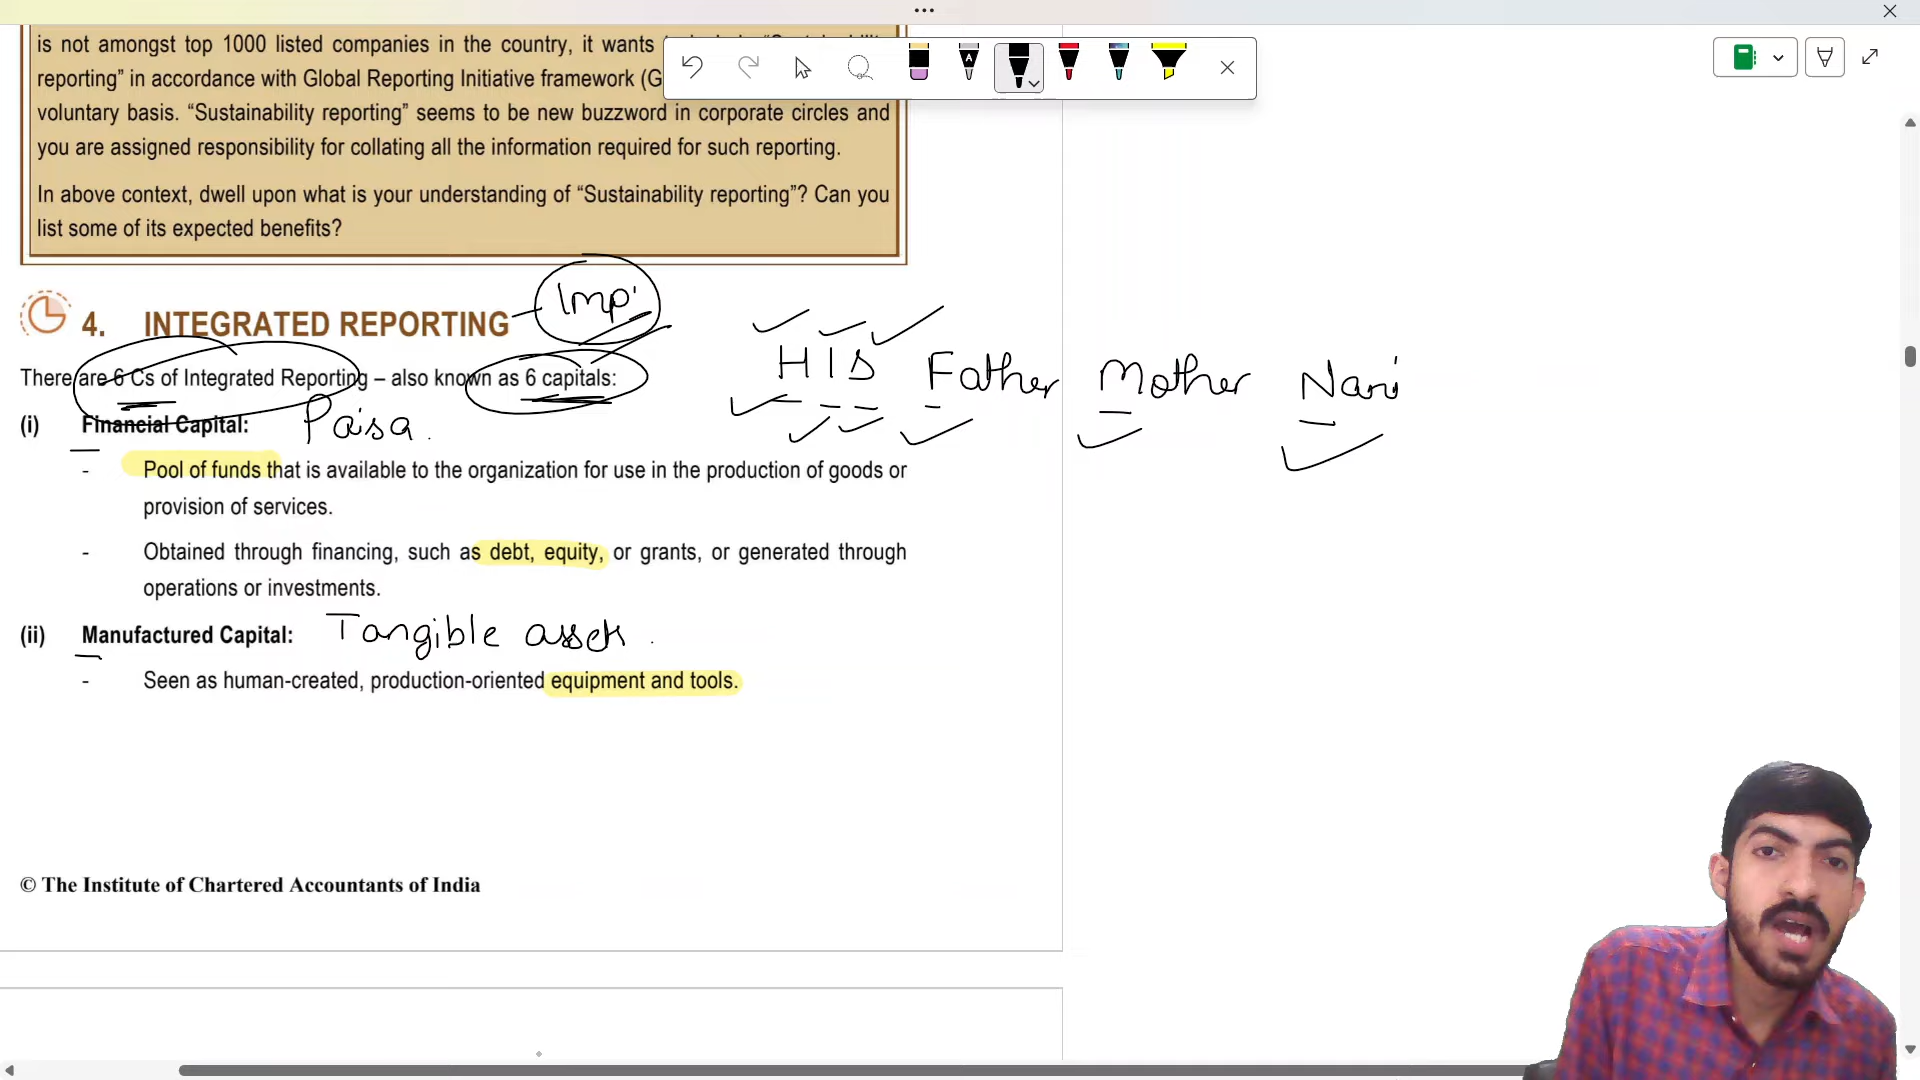 is not amongst top 1000 listed companies in the country, it wants
reporting” in accordance with Global Reporting Initiative framework (G
voluntary basis. “Sustainability reporting” seems to be new buzzword in corporate circles and
you are assigned responsibility for collating all the information required for such reporting.
In above context, dwell upon what is your understanding of “Sustainability reporting”? Can you
list some of its expected benefits?
4. INTEGRATED REPORTING
Imp.
There are 6 Cs of Integrated Reporting – also known as 6 capitals:
HIS Father Mother Nani
(i) Financial Capital:
Paisa.
- Pool of funds that is available to the organization for use in the production of goods or
provision of services.
- Obtained through financing, such as debt, equity, or grants, or generated through
operations or investments.
(ii) Manufactured Capital:
Tangible assets.
- Seen as human-created, production-oriented equipment and tools.
© The Institute of Chartered Accountants of India